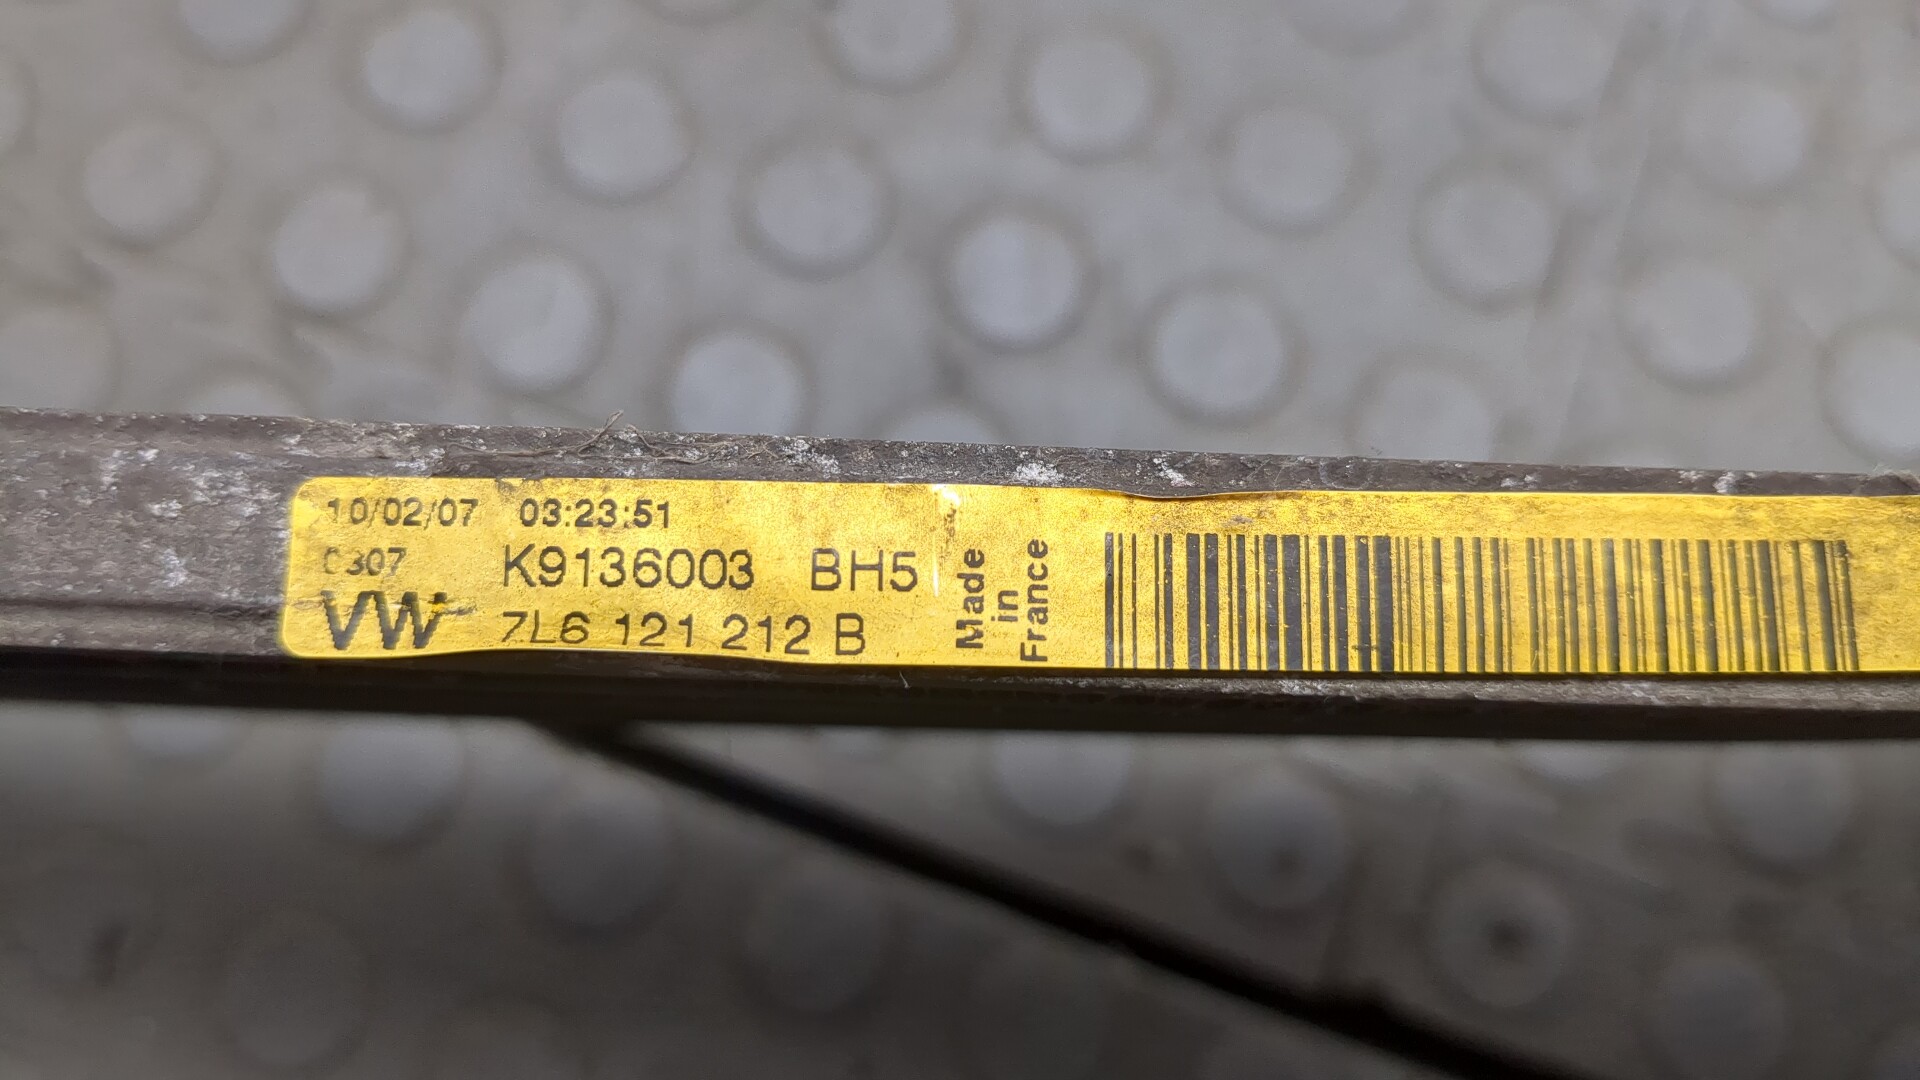 10/02/07 03:23:51
0307 K9136003 BH5
VW 7L6 121 212 B
Made
in
France